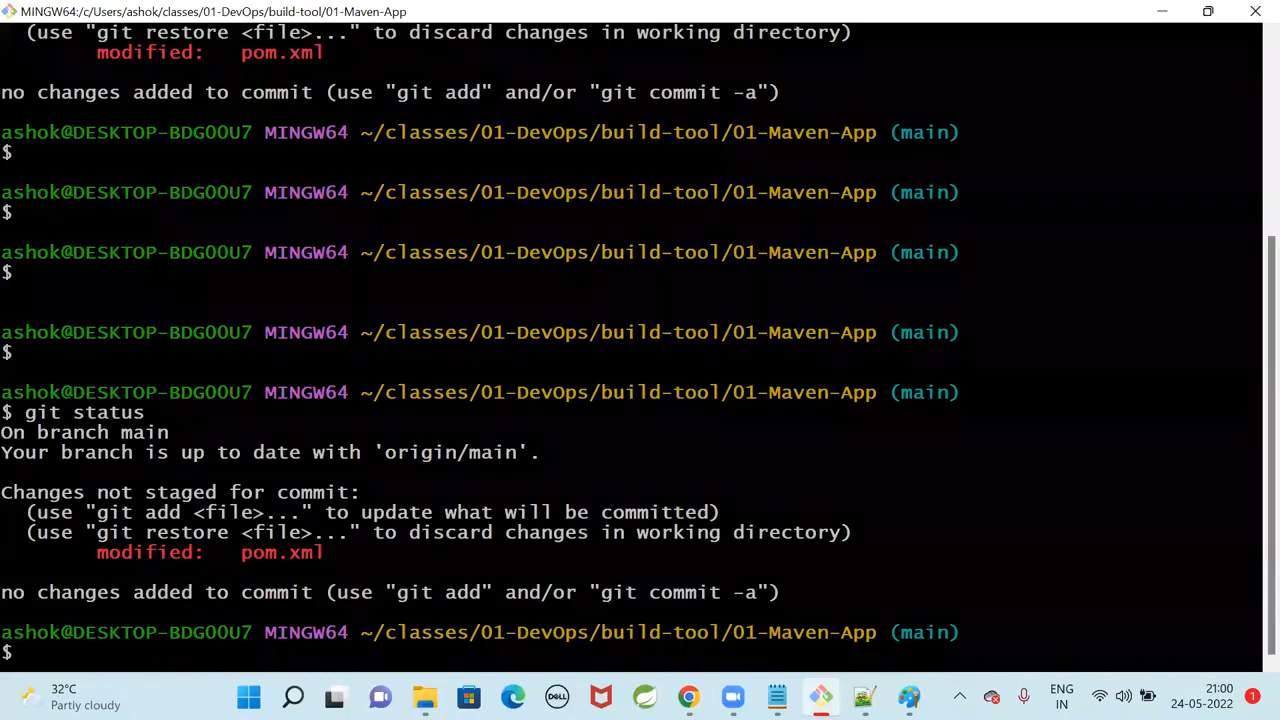 MINGW64:/c/Users/ashok/classes/01-DevOps/build-tool/01-Maven-App
(use "git restore <file>..." to discard changes in working directory)
modified: pom.xml
no changes added to commit (use "git add" and/or "git commit -a")
ashok@DESKTOP-BDG00U7 MINGW64 ~/classes/01-DevOps/build-tool/01-Maven-App (main)
$
ashok@DESKTOP-BDG00U7 MINGW64 ~/classes/01-DevOps/build-tool/01-Maven-App (main)
$
ashok@DESKTOP-BDG00U7 MINGW64 ~/classes/01-DevOps/build-tool/01-Maven-App (main)
$
ashok@DESKTOP-BDG00U7 MINGW64 ~/classes/01-DevOps/build-tool/01-Maven-App (main)
$
ashok@DESKTOP-BDG00U7 MINGW64 ~/classes/01-DevOps/build-tool/01-Maven-App (main)
$ git status
On branch main
Your branch is up to date with 'origin/main'.
Changes not staged for commit:
(use "git add <file>..." to update what will be committed)
(use "git restore <file>..." to discard changes in working directory)
modified: pom.xml
no changes added to commit (use "git add" and/or "git commit -a")
ashok@DESKTOP-BDG00U7 MINGW64 ~/classes/01-DevOps/build-tool/01-Maven-App (main)
$
32°C
Partly cloudy
DELL
ENG
IN
21:00
24-05-2022
1